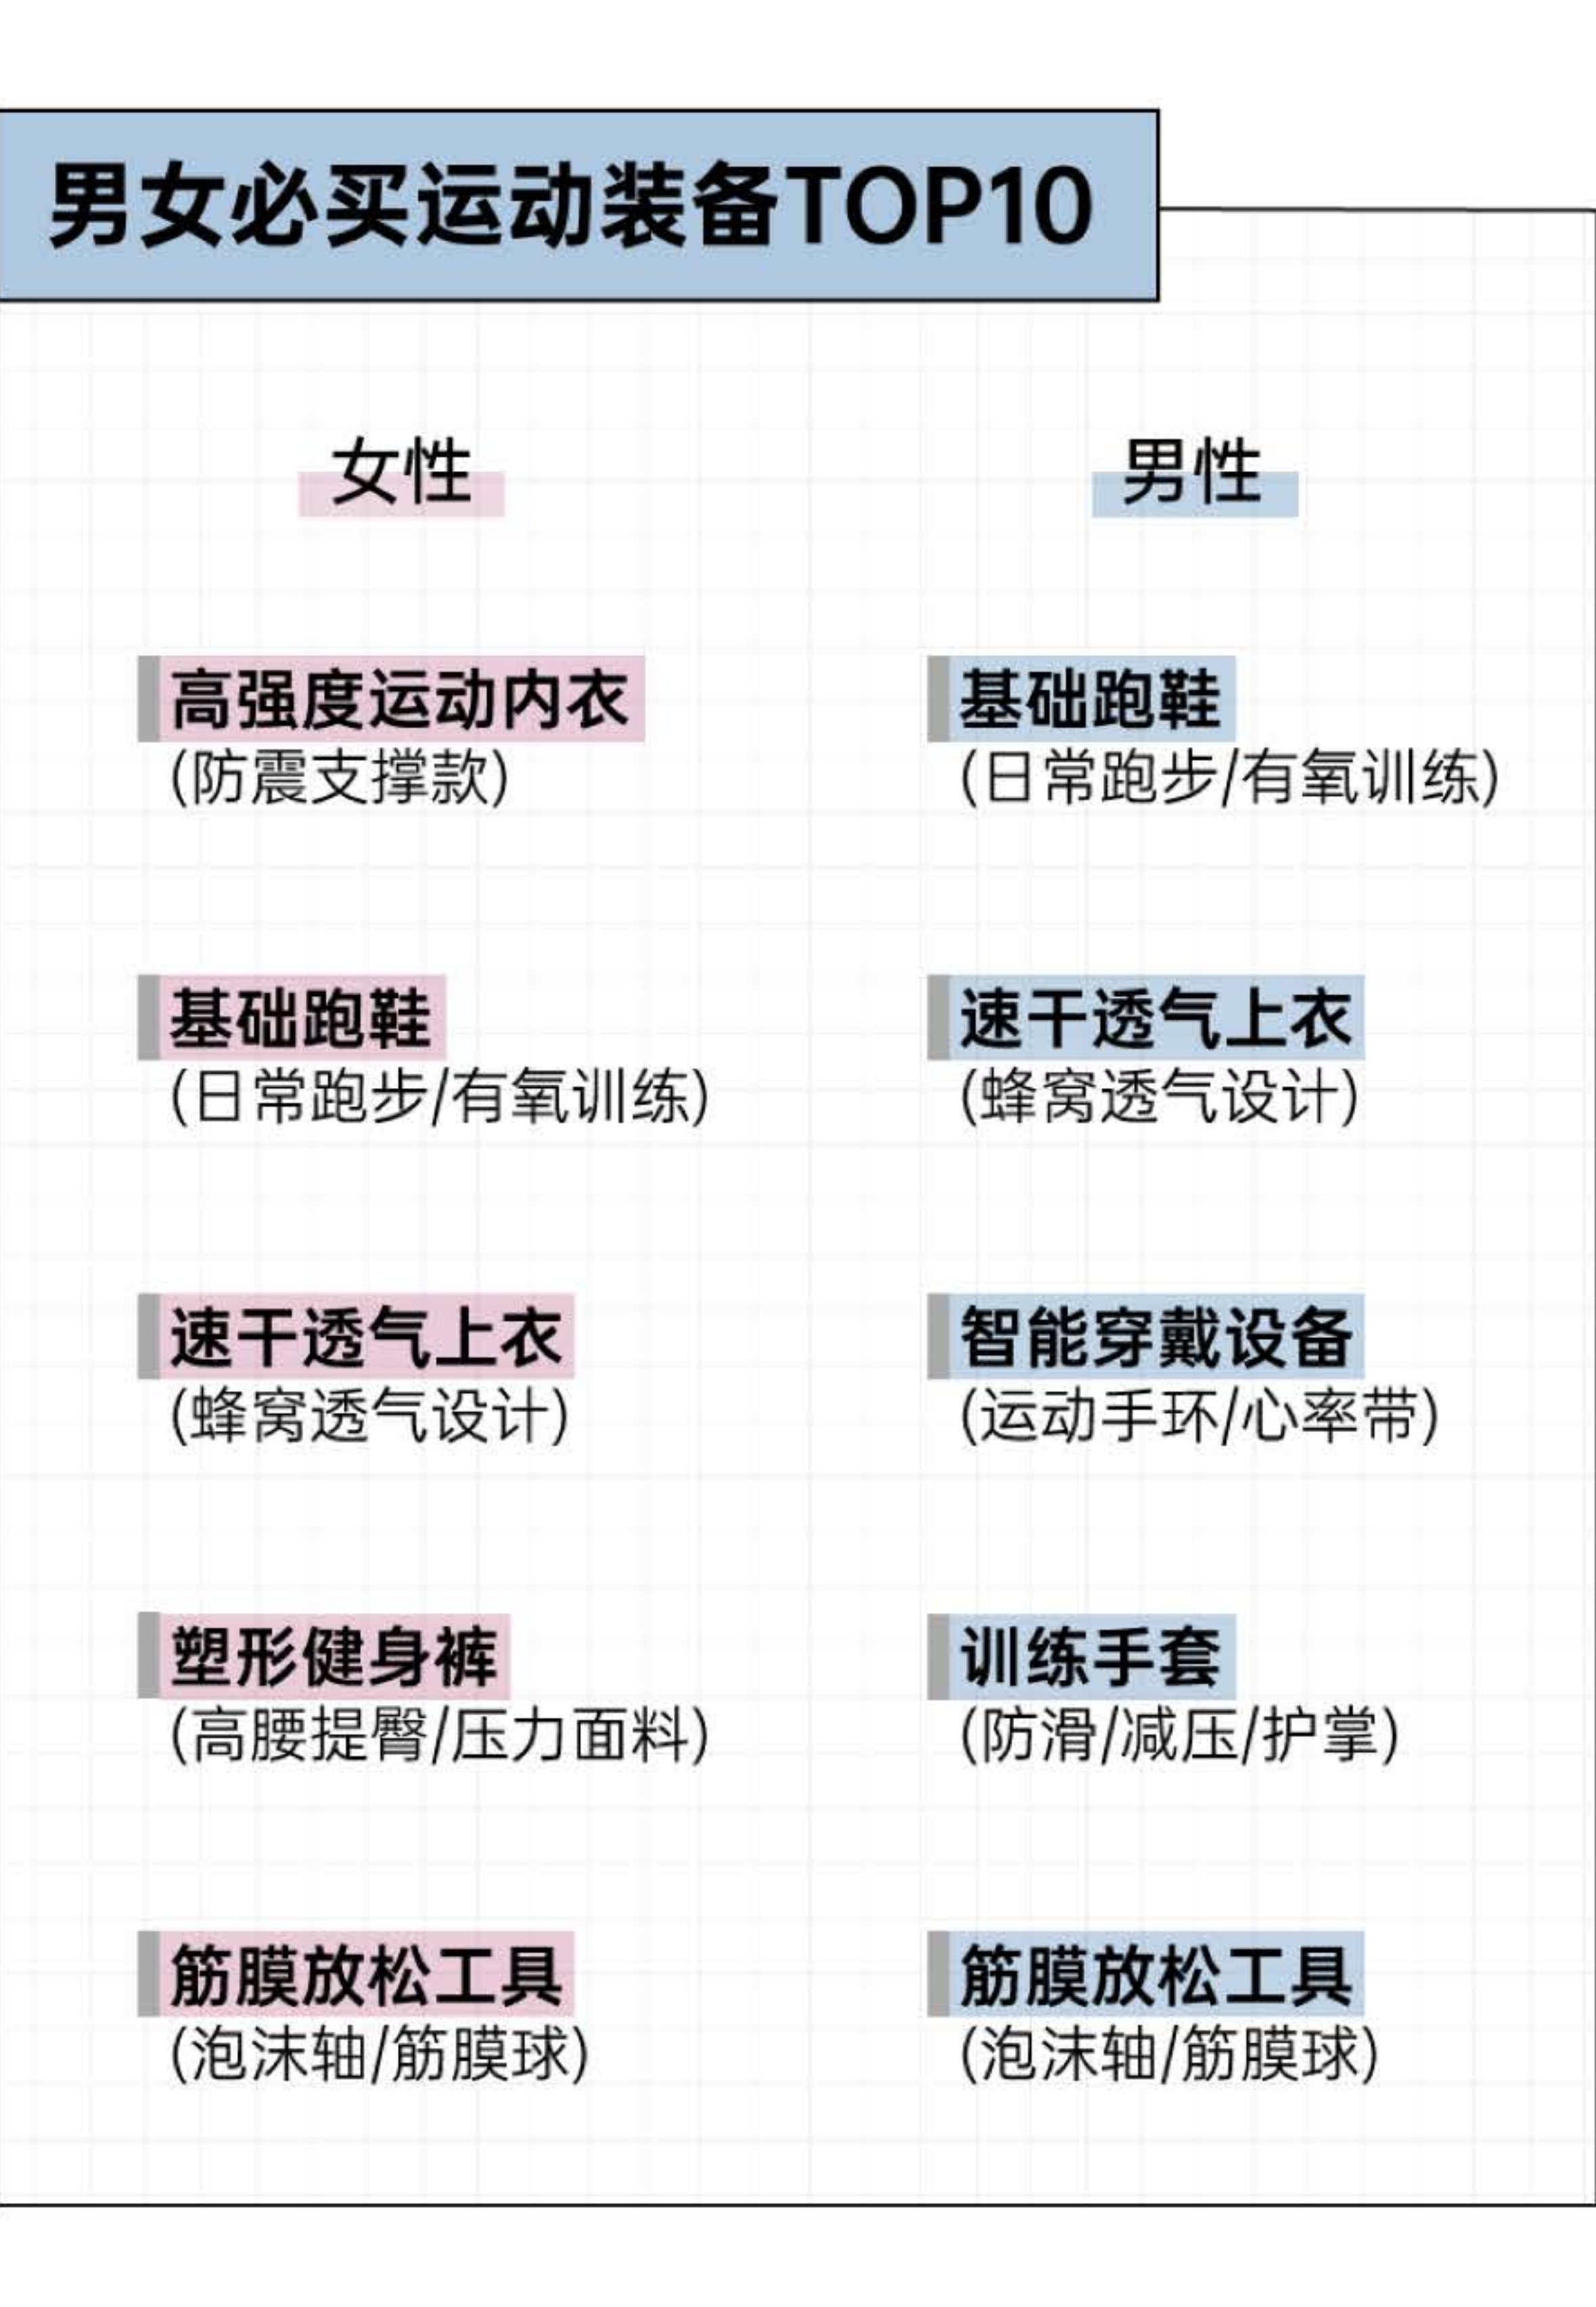 男女必买运动装备TOP10
女性
高强度运动内衣
(防震支撑款)
基础跑鞋
(日常跑步/有氧训练)
速干透气上衣
(蜂窝透气设计)
塑形健身裤
(高腰提臀/压力面料)
筋膜放松工具
(泡沫轴/筋膜球)
男性
基础跑鞋
(日常跑步/有氧训练)
速干透气上衣
(蜂窝透气设计)
智能穿戴设备
(运动手环/心率带)
训练手套
(防滑/减压/护掌)
筋膜放松工具
(泡沫轴/筋膜球)